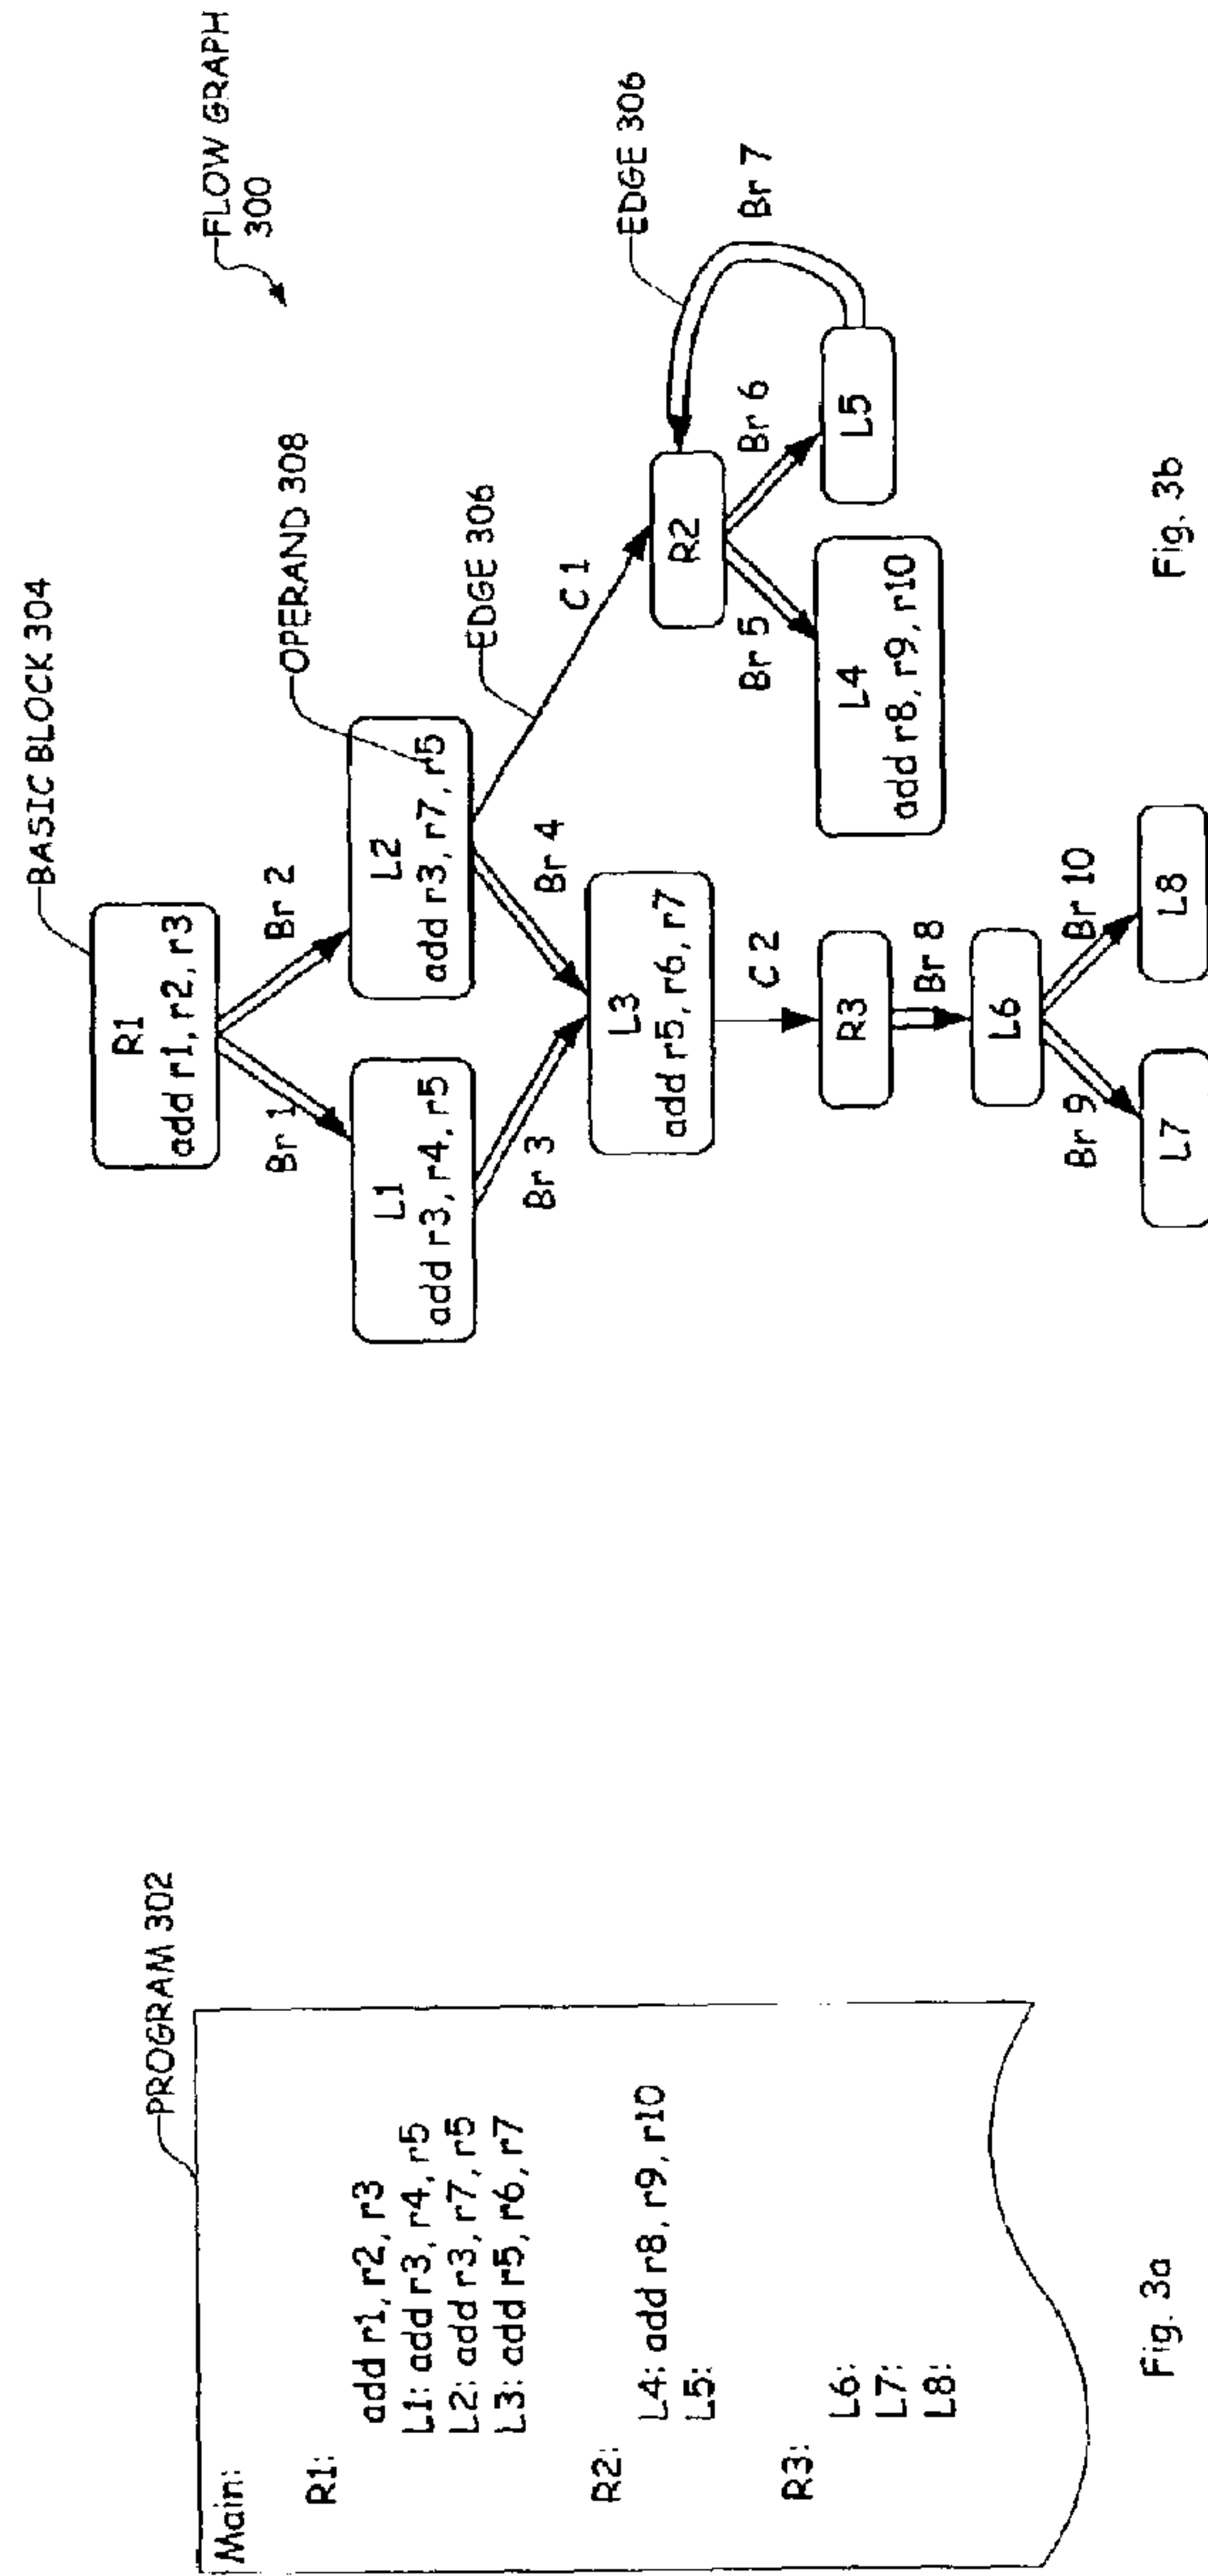 PROGRAM 302
Main:
R1:
add r1, r2, r3
L1: add r3, r4, r5
L2: add r3, r7, r5
L3: add r5, r6, r7
R2:
L4: add r8, r9, r10
L5:
R3:
L6:
L7:
L8:
Fig. 3a
BASIC BLOCK 304
FLOW GRAPH
300
R1
add r1, r2, r3
Br 1
Br 2
OPERAND 308
L1
add r3, r4, r5
L2
add r3, r7, r5
EDGE 306
Br 3
Br 4
C 1
EDGE 306
L3
add r5, r6, r7
R2
Br 7
C 2
Br 5
Br 6
R3
L4
add r8, r9, r10
L5
Br 8
L6
Br 9
Br 10
L7
L8
Fig. 3b